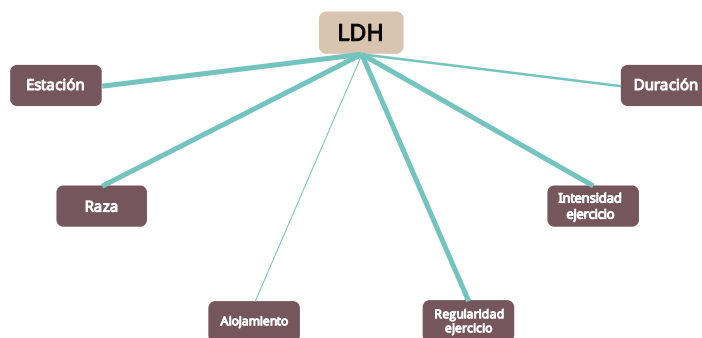 LDH
Estación
Duración
Raza
Intensidad
ejercicio
Alojamiento
Regularidad
ejercicio